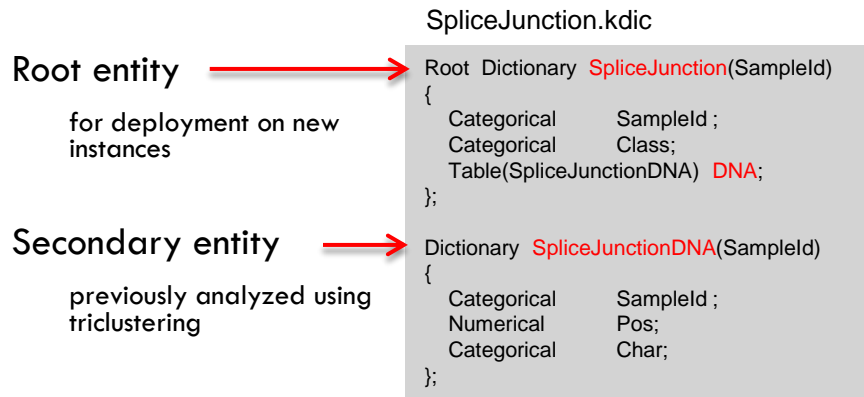 SpliceJunction.kdic
Root entity
for deployment on new
instances
Root Dictionary SpliceJunction(SampleId)
{
Categorical SampleId ;
Categorical Class;
Table(SpliceJunctionDNA) DNA;
};
Secondary entity
previously analyzed using
triclustering
Dictionary SpliceJunctionDNA(SampleId)
{
Categorical SampleId ;
Numerical Pos;
Categorical Char;
};